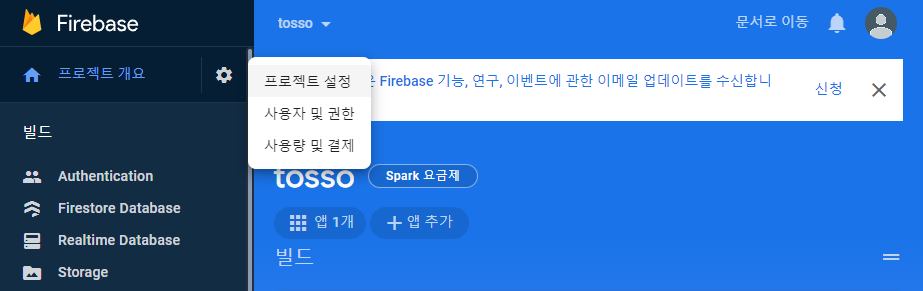 Firebase
tosso
문서로 이동
프로젝트 개요
프로젝트 설정
사용자 및 권한
사용량 및 결제
Firebase 기능, 연구, 이벤트에 관한 이메일 업데이트를 수신합니
신청
빌드
tosso
Spark 요금제
Authentication
Firestore Database
Realtime Database
Storage
앱 1개
앱 추가
빌드